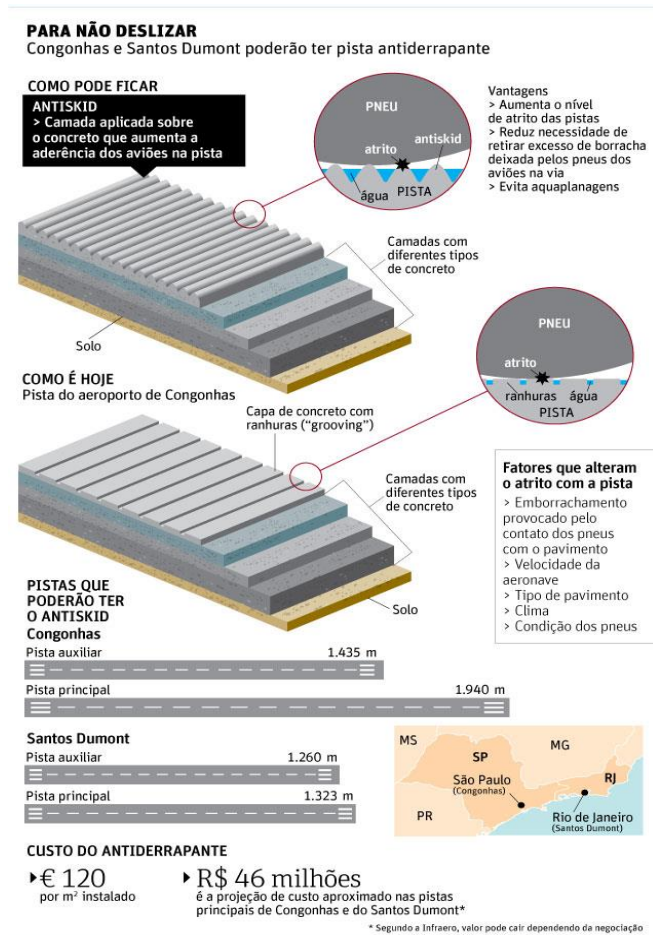 PARA NÃO DESLIZAR
Congonhas e Santos Dumont poderão ter pista antiderrapante
COMO PODE FICAR
ANTISKID
> Camada aplicada sobre
o concreto que aumenta a
aderência dos aviões na pista
PNEU
antiskid
atrito
água
PISTA
Vantagens
> Aumenta o nível
de atrito das pistas
> Reduz necessidade de
retirar excesso de borracha
deixada pelos pneus dos
aviões na via
> Evita aquaplanagens
Camadas com
diferentes tipos
de concreto
Solo
COMO É HOJE
Pista do aeroporto de Congonhas
PNEU
atrito
ranhuras
água
PISTA
Capa de concreto com
ranhuras ("grooving")
Camadas com
diferentes tipos
de concreto
Solo
Fatores que alteram
o atrito com a pista
> Emborrachamento
provocado pelo
contato dos pneus
com o pavimento
> Velocidade da
aeronave
> Tipo de pavimento
> Clima
> Condição dos pneus
PISTAS QUE
PODERÃO TER
O ANTISKID
Congonhas
Pista auxiliar 1.435 m
Pista principal 1.940 m
Santos Dumont
Pista auxiliar 1.260 m
Pista principal 1.323 m
MS
SP
MG
RJ
São Paulo
(Congonhas)
PR
Rio de Janeiro
(Santos Dumont)
CUSTO DO ANTIDERRAPANTE
€ 120
por m² instalado
R$ 46 milhões
é a projeção de custo aproximado nas pistas
principais de Congonhas e do Santos Dumont*
* Segundo a Infraero, valor pode cair dependendo da negociação